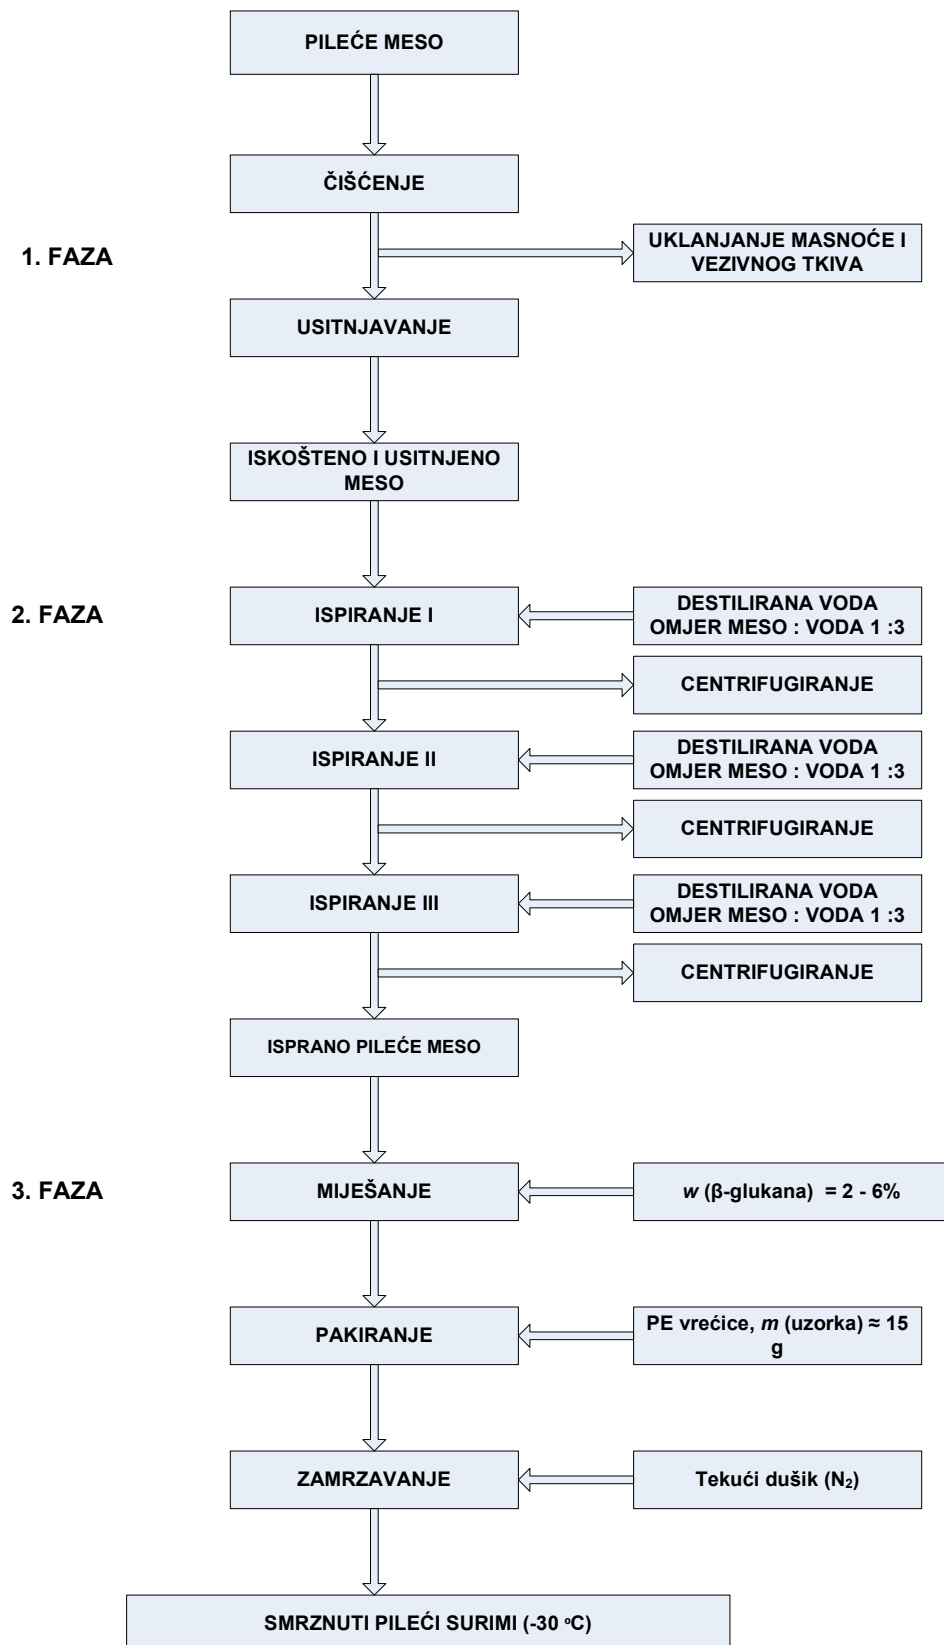 PILEĆE MESO
ČIŠĆENJE
1. FAZA
UKLANJANJE MASNOĆE I
VEZIVNOG TKIVA
USITNJAVANJE
ISKOŠTENO I USITNJENO
MESO
2. FAZA
ISPIRANJE I
DESTILIRANA VODA
OMJER MESO : VODA 1 :3
CENTRIFUGIRANJE
ISPIRANJE II
DESTILIRANA VODA
OMJER MESO : VODA 1 :3
CENTRIFUGIRANJE
ISPIRANJE III
DESTILIRANA VODA
OMJER MESO : VODA 1 :3
CENTRIFUGIRANJE
ISPRANO PILEĆE MESO
3. FAZA
MIJEŠANJE
w (β-glukana) = 2 - 6%
PAKIRANJE
PE vrećice, m (uzorka) ≈ 15
g
ZAMRZAVANJE
Tekući dušik (N₂)
SMRZNUTI PILEĆI SURIMI (-30 ºC)